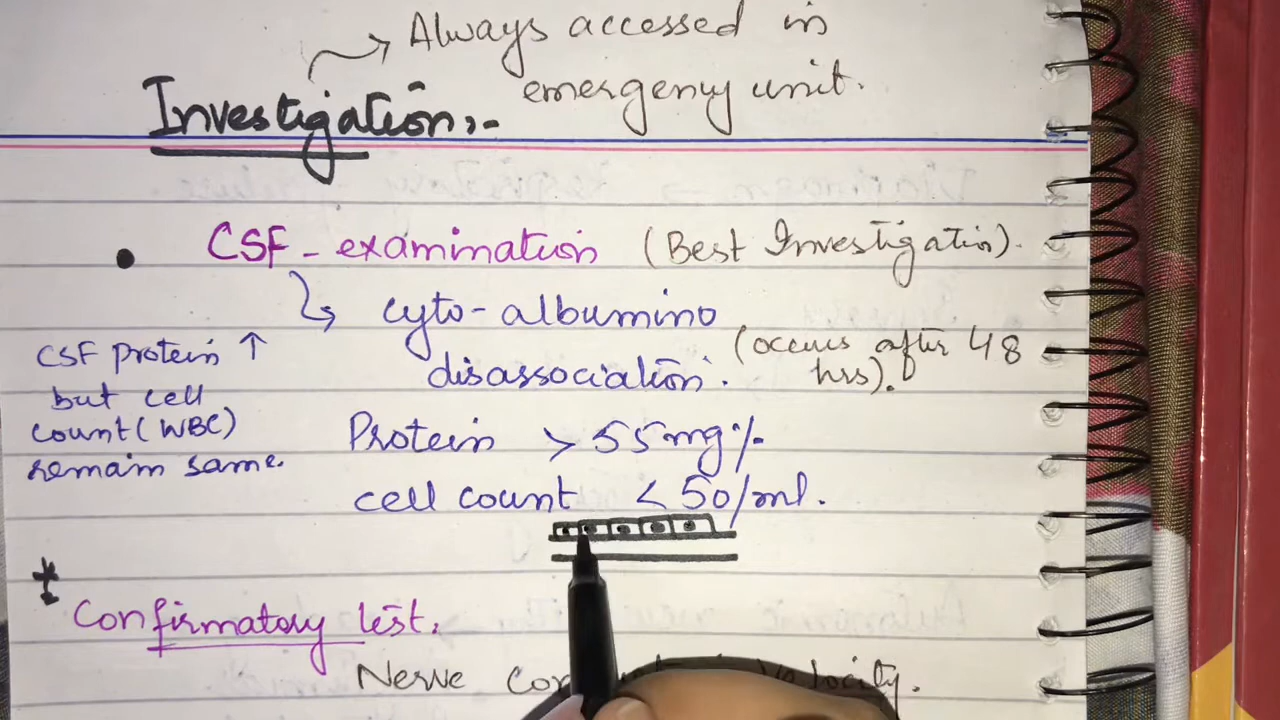 Always accessed in
emergency unit.
Investigation:-
CSF - examination (Best Investigation).
cyto - albumino
disassociation. (occurs after 48
hrs).
CSF protein ↑
but cell
count (WBC)
remain same.
Protein > 55mg%
cell count < 50/ml.
Confirmatory test:
Nerve